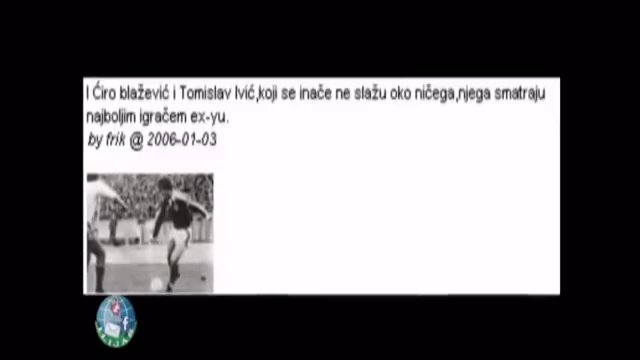 I Ćiro blažević i Tomislav Ivić,koji se inače ne slažu oko ničega,njega smatraju
najboljim igračem ex-yu.
by frik @ 2006-01-03
ILIJAŠ